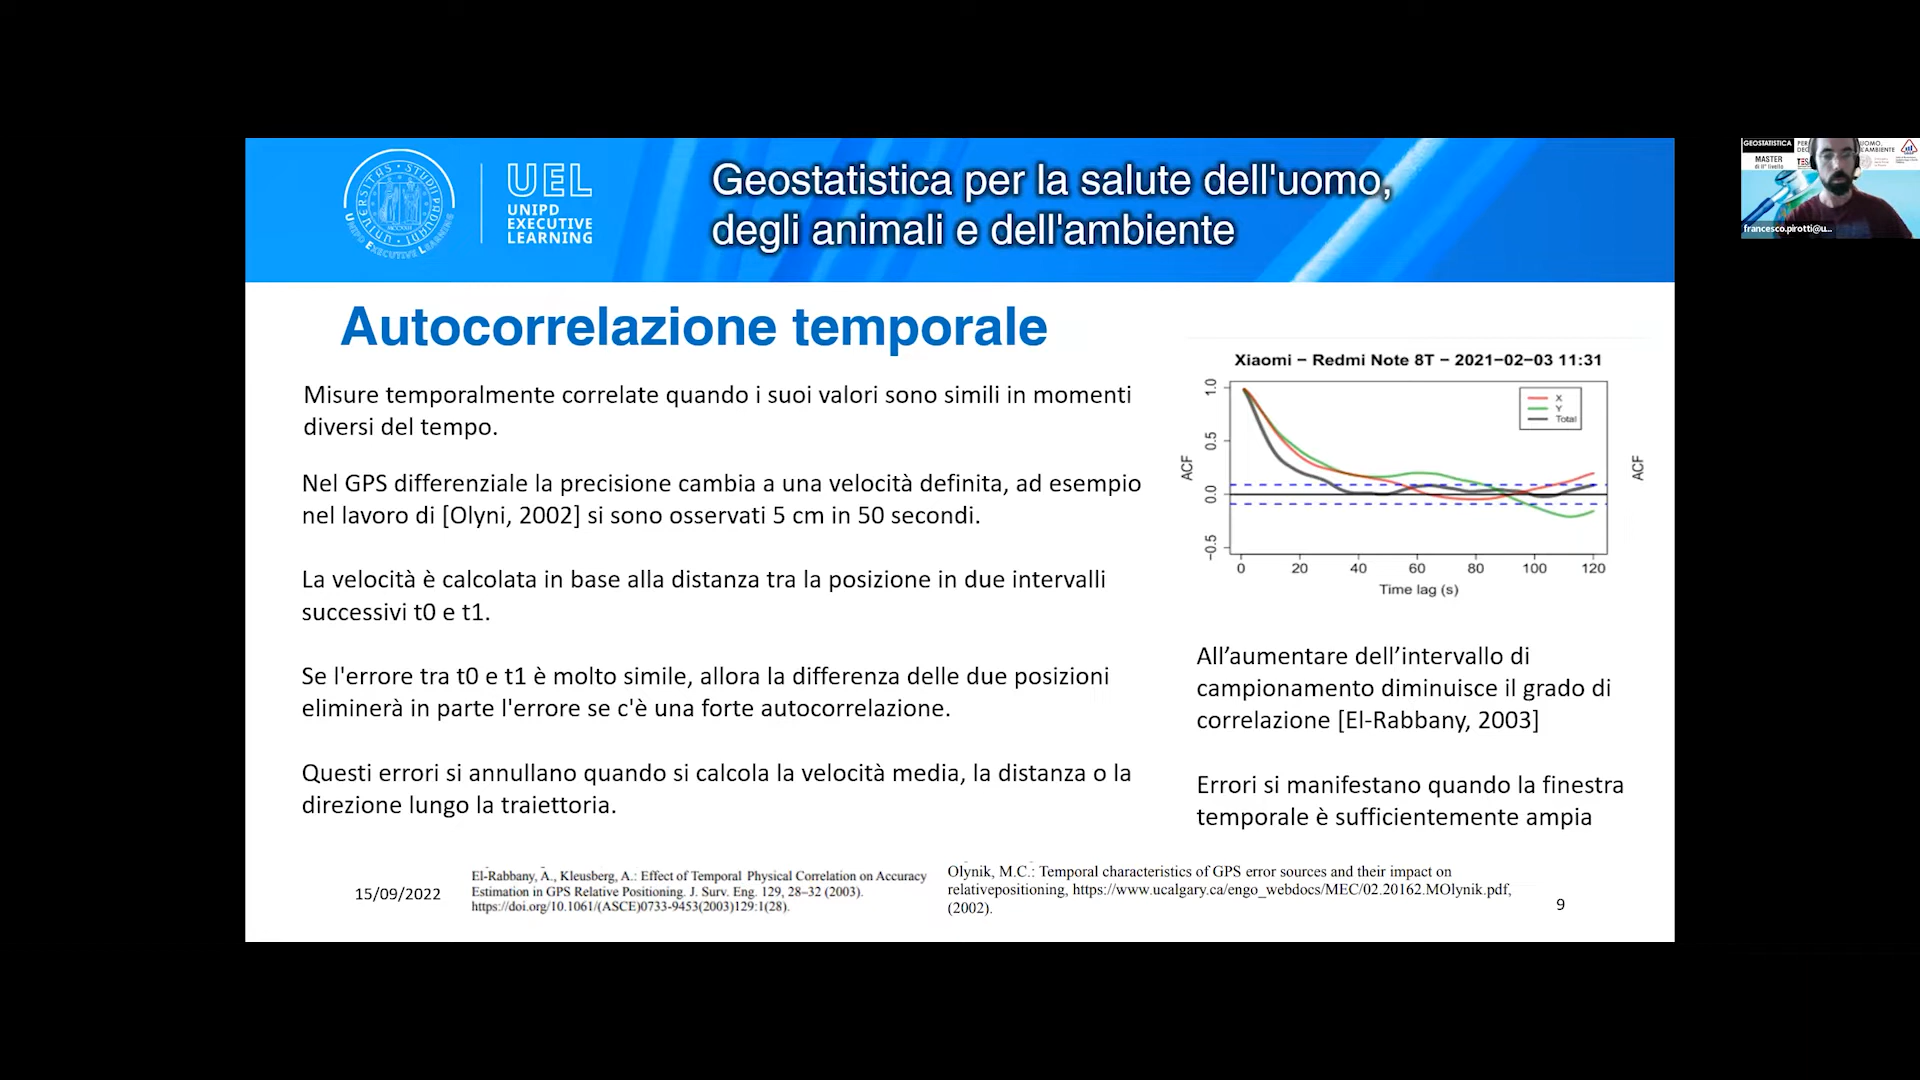 UEL
UNIPD
EXECUTIVE
LEARNING
Geostatistica per la salute dell'uomo,
degli animali e dell'ambiente
Autocorrelazione temporale
Misure temporalmente correlate quando i suoi valori sono simili in momenti
diversi del tempo.
Nel GPS differenziale la precisione cambia a una velocità definita, ad esempio
nel lavoro di [Olyni, 2002] si sono osservati 5 cm in 50 secondi.
La velocità è calcolata in base alla distanza tra la posizione in due intervalli
successivi t0 e t1.
Se l'errore tra t0 e t1 è molto simile, allora la differenza delle due posizioni
eliminerà in parte l'errore se c'è una forte autocorrelazione.
Questi errori si annullano quando si calcola la velocità media, la distanza o la
direzione lungo la traiettoria.
Xiaomi − Redmi Note 8T − 2021−02−03 11:31
X
Y
Total
ACF
1.0
0.5
0.0
−0.5
0 20 40 60 80 100 120
Time lag (s)
ACF
All’aumentare dell’intervallo di
campionamento diminuisce il grado di
correlazione [El-Rabbany, 2003]
Errori si manifestano quando la finestra
temporale è sufficientemente ampia
15/09/2022
El-Rabbany, A., Kleusberg, A.: Effect of Temporal Physical Correlation on Accuracy
Estimation in GPS Relative Positioning. J. Surv. Eng. 129, 28–32 (2003).
https://doi.org/10.1061/(ASCE)0733-9453(2003)129:1(28).
Olynik, M.C.: Temporal characteristics of GPS error sources and their impact on
relativepositioning, https://www.ucalgary.ca/engo_webdocs/MEC/02.20162.MOlynik.pdf,
(2002).
9
GEOSTATISTICA
MASTER
di II° livello
francesco.pirotti@u...